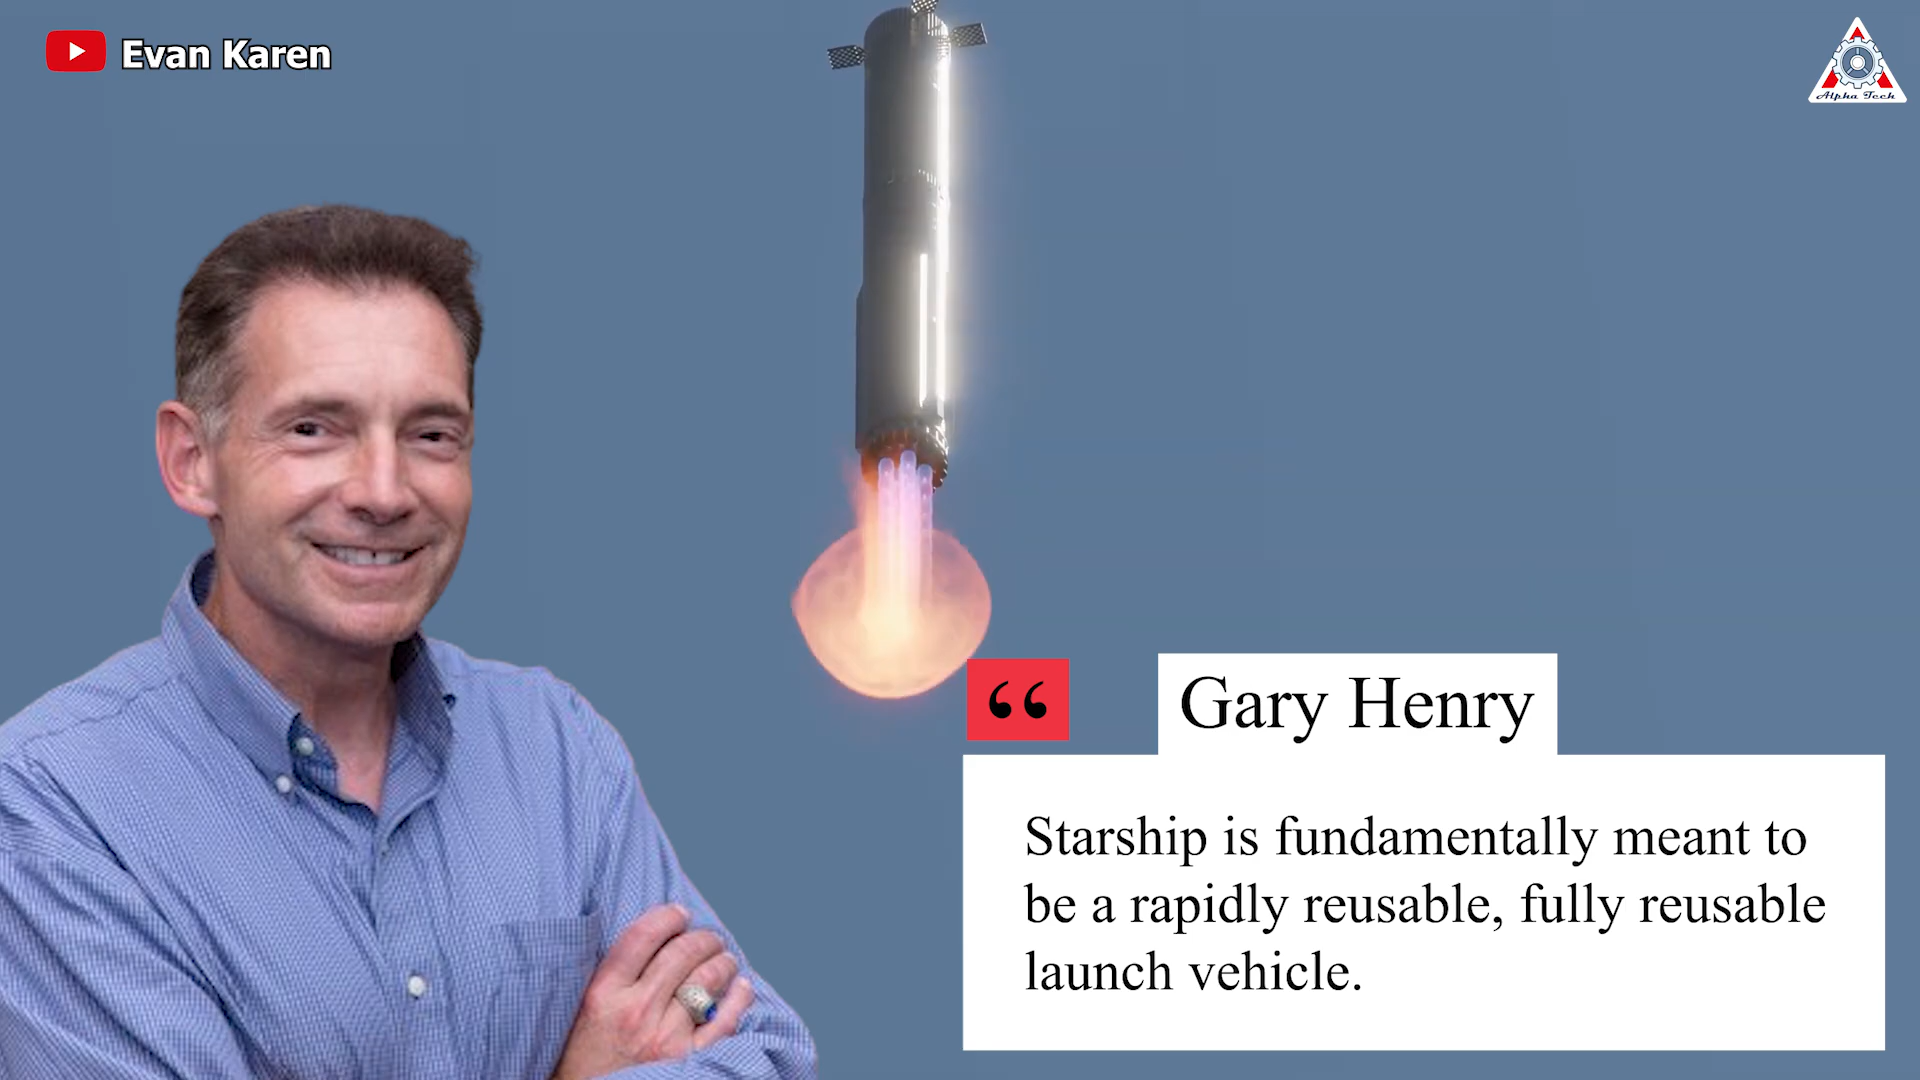 Evan Karen
Alpha Tech
“
Gary Henry
Starship is fundamentally meant to
be a rapidly reusable, fully reusable
launch vehicle.